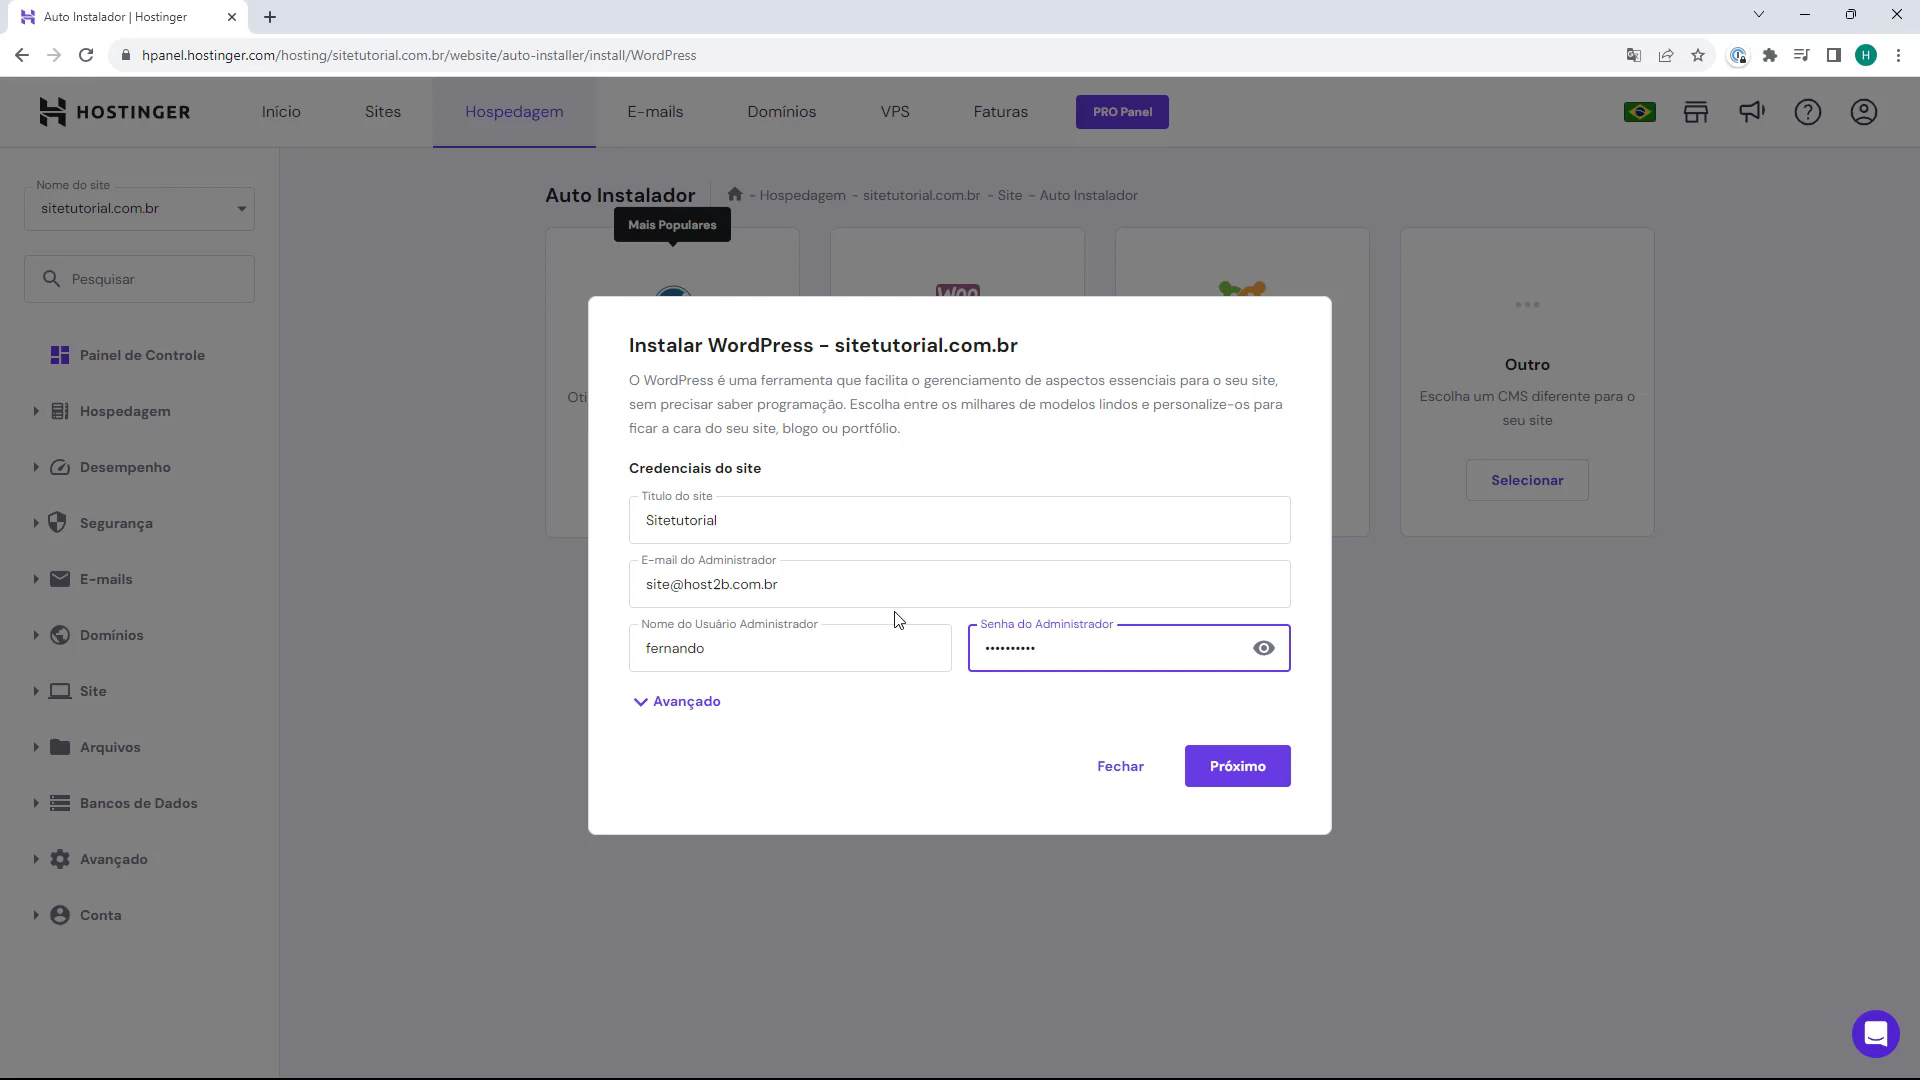 Auto Instalador | Hostinger
hpanel.hostinger.com/hosting/sitetutorial.com.br/website/auto-installer/install/WordPress
H
HOSTINGER
Início
Sites
Hospedagem
E-mails
Domínios
VPS
Faturas
PRO Panel
Nome do site
sitetutorial.com.br
Pesquisar
Painel de Controle
Hospedagem
Desempenho
Segurança
E-mails
Domínios
Site
Arquivos
Bancos de Dados
Avançado
Conta
Auto Instalador
- Hospedagem - sitetutorial.com.br - Site - Auto Instalador
Mais Populares
Woo
Oti
Outro
Escolha um CMS diferente para o
seu site
Selecionar
Instalar WordPress - sitetutorial.com.br
O WordPress é uma ferramenta que facilita o gerenciamento de aspectos essenciais para o seu site,
sem precisar saber programação. Escolha entre os milhares de modelos lindos e personalize-os para
ficar a cara do seu site, blogo ou portfólio.
Credenciais do site
Título do site
Sitetutorial
E-mail do Administrador
site@host2b.com.br
Nome do Usuário Administrador
fernando
Senha do Administrador
••••••••••
Avançado
Fechar
Próximo